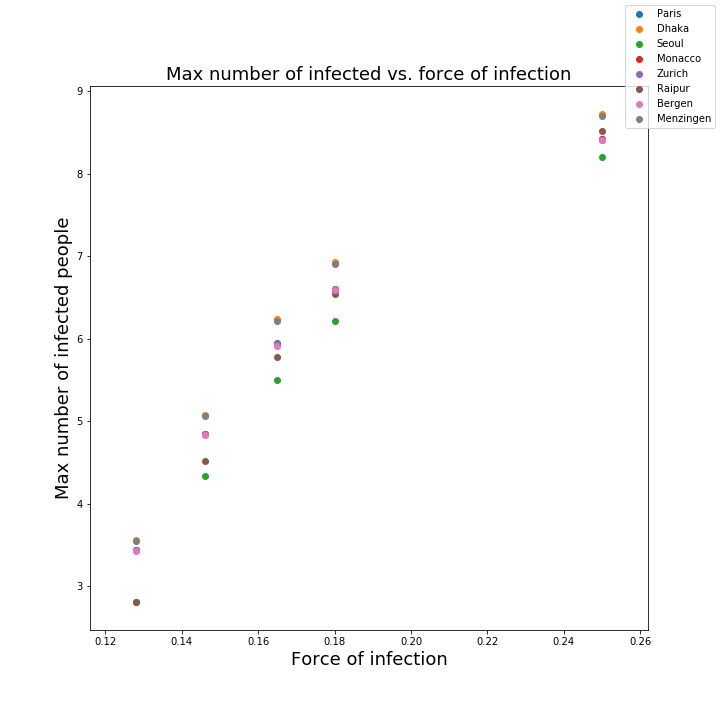 Paris
Dhaka
Seoul
Monacco
Zurich
Raipur
Bergen
Menzingen
Max number of infected vs. force of infection
Max number of infected people
9
8
7
6
5
4
3
0.12 0.14 0.16 0.18 0.20 0.22 0.24 0.26
Force of infection